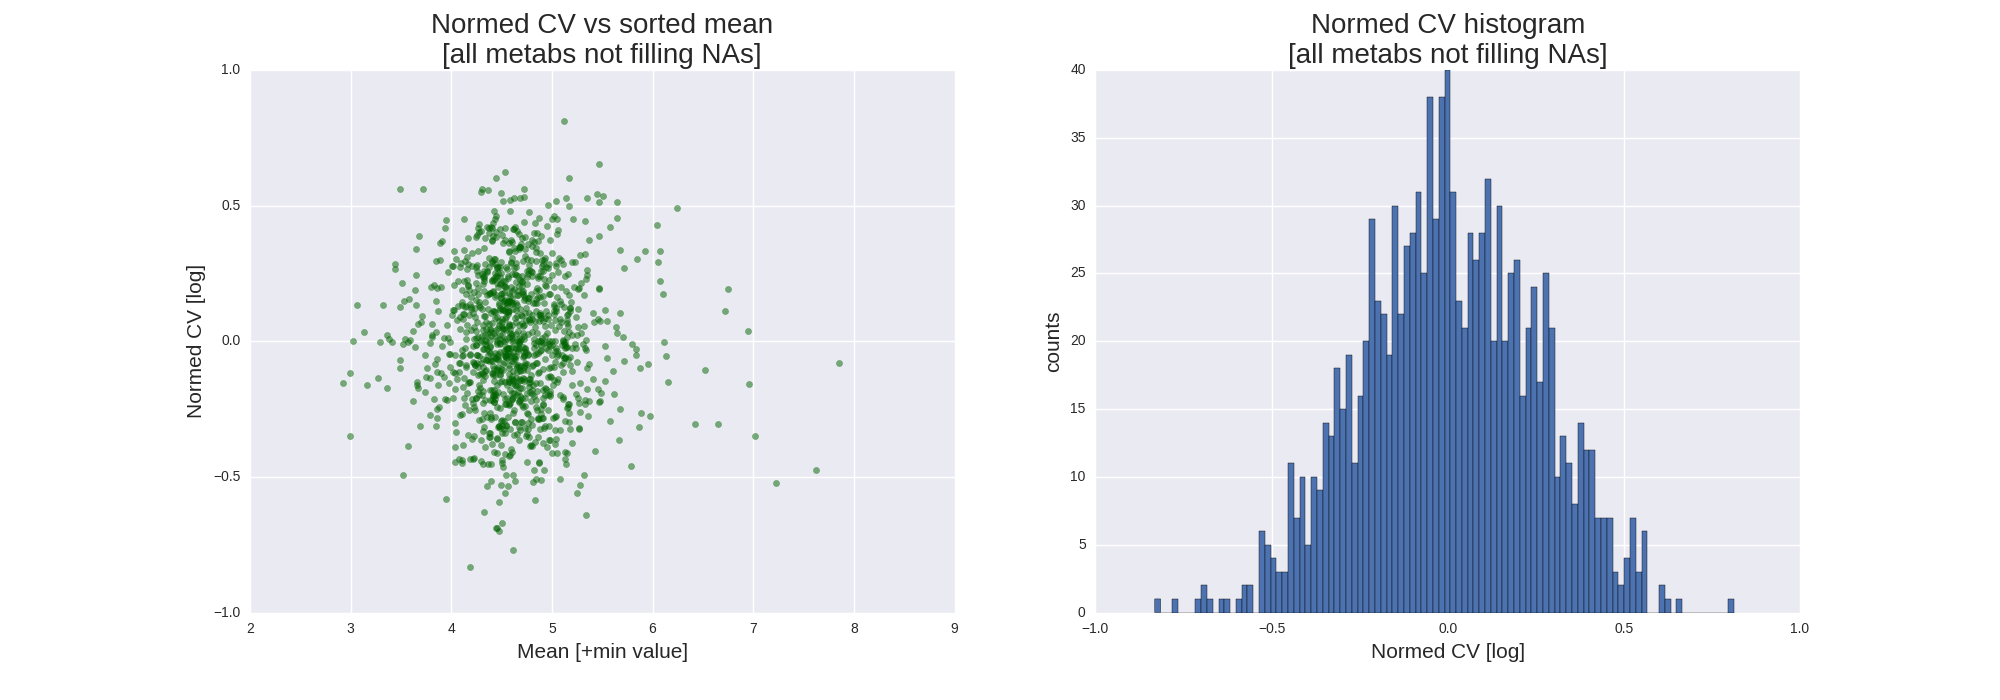 Normed CV vs sorted mean
[all metabs not filling NAs]
1.0
0.5
0.0
−0.5
−1.0
2 3 4 5 6 7 8 9
Normed CV [log]
Mean [+min value]
Normed CV histogram
[all metabs not filling NAs]
40
35
30
25
20
15
10
5
0
−1.0 −0.5 0.0 0.5 1.0
counts
Normed CV [log]